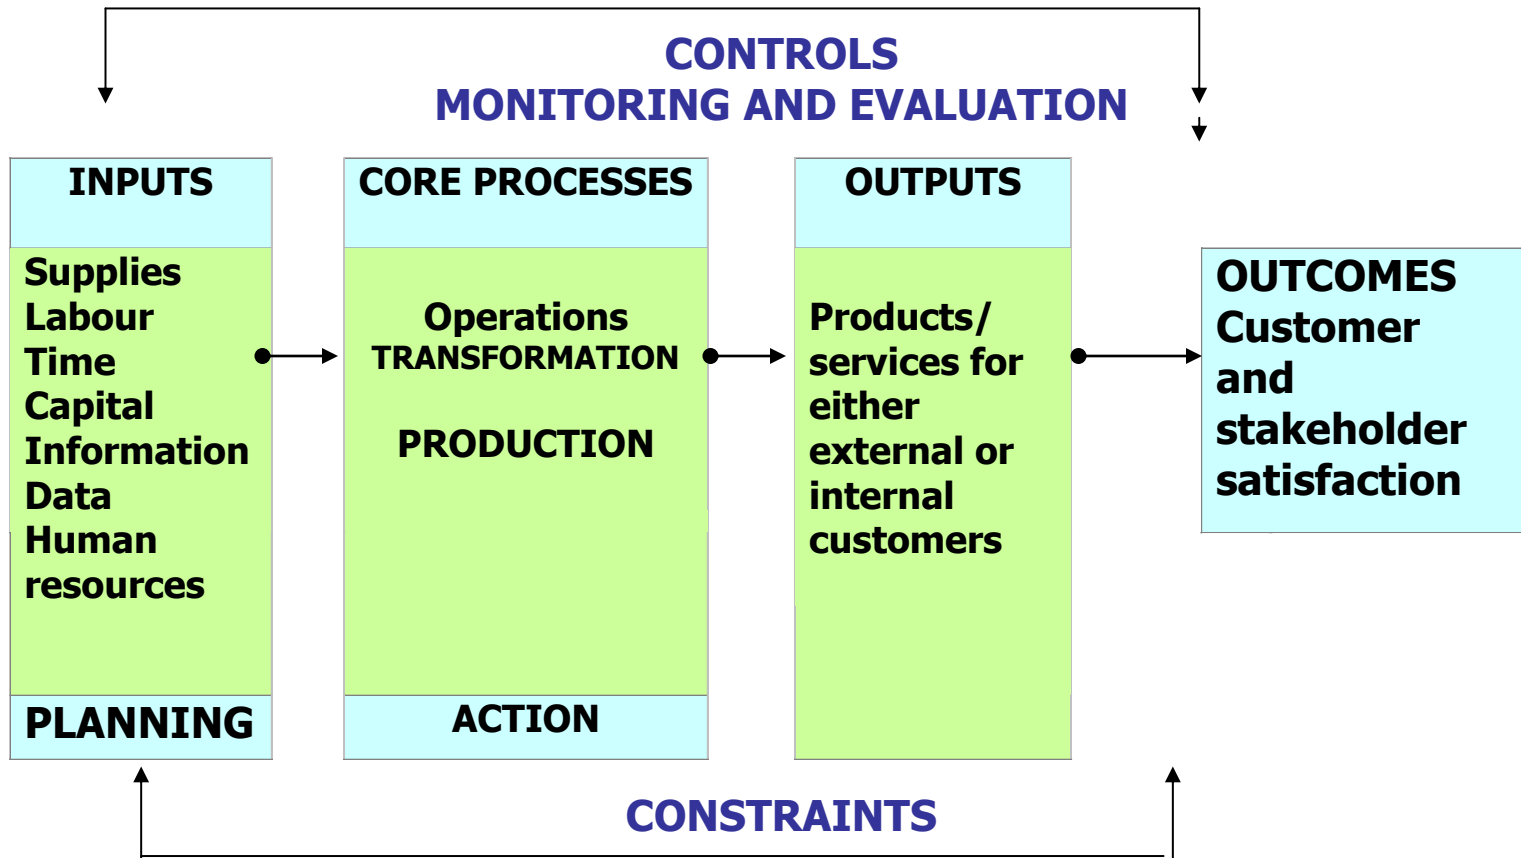 CONTROLS
MONITORING AND EVALUATION
INPUTS
Supplies
Labour
Time
Capital
Information
Data
Human
resources
PLANNING
CORE PROCESSES
Operations
TRANSFORMATION
PRODUCTION
ACTION
OUTPUTS
Products/
services for
either
external or
internal
customers
OUTCOMES
Customer
and
stakeholder
satisfaction
CONSTRAINTS